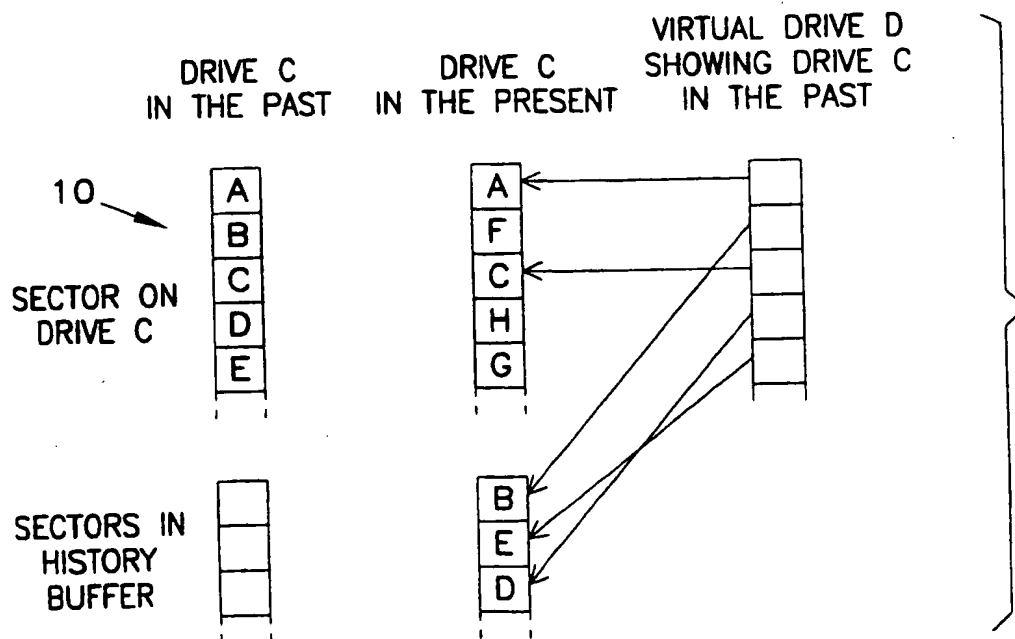 DRIVE C
IN THE PAST
DRIVE C
IN THE PRESENT
VIRTUAL DRIVE D
SHOWING DRIVE C
IN THE PAST
10
SECTOR ON
DRIVE C
A
B
C
D
E
A
F
C
H
G
SECTORS IN
HISTORY
BUFFER
B
E
D